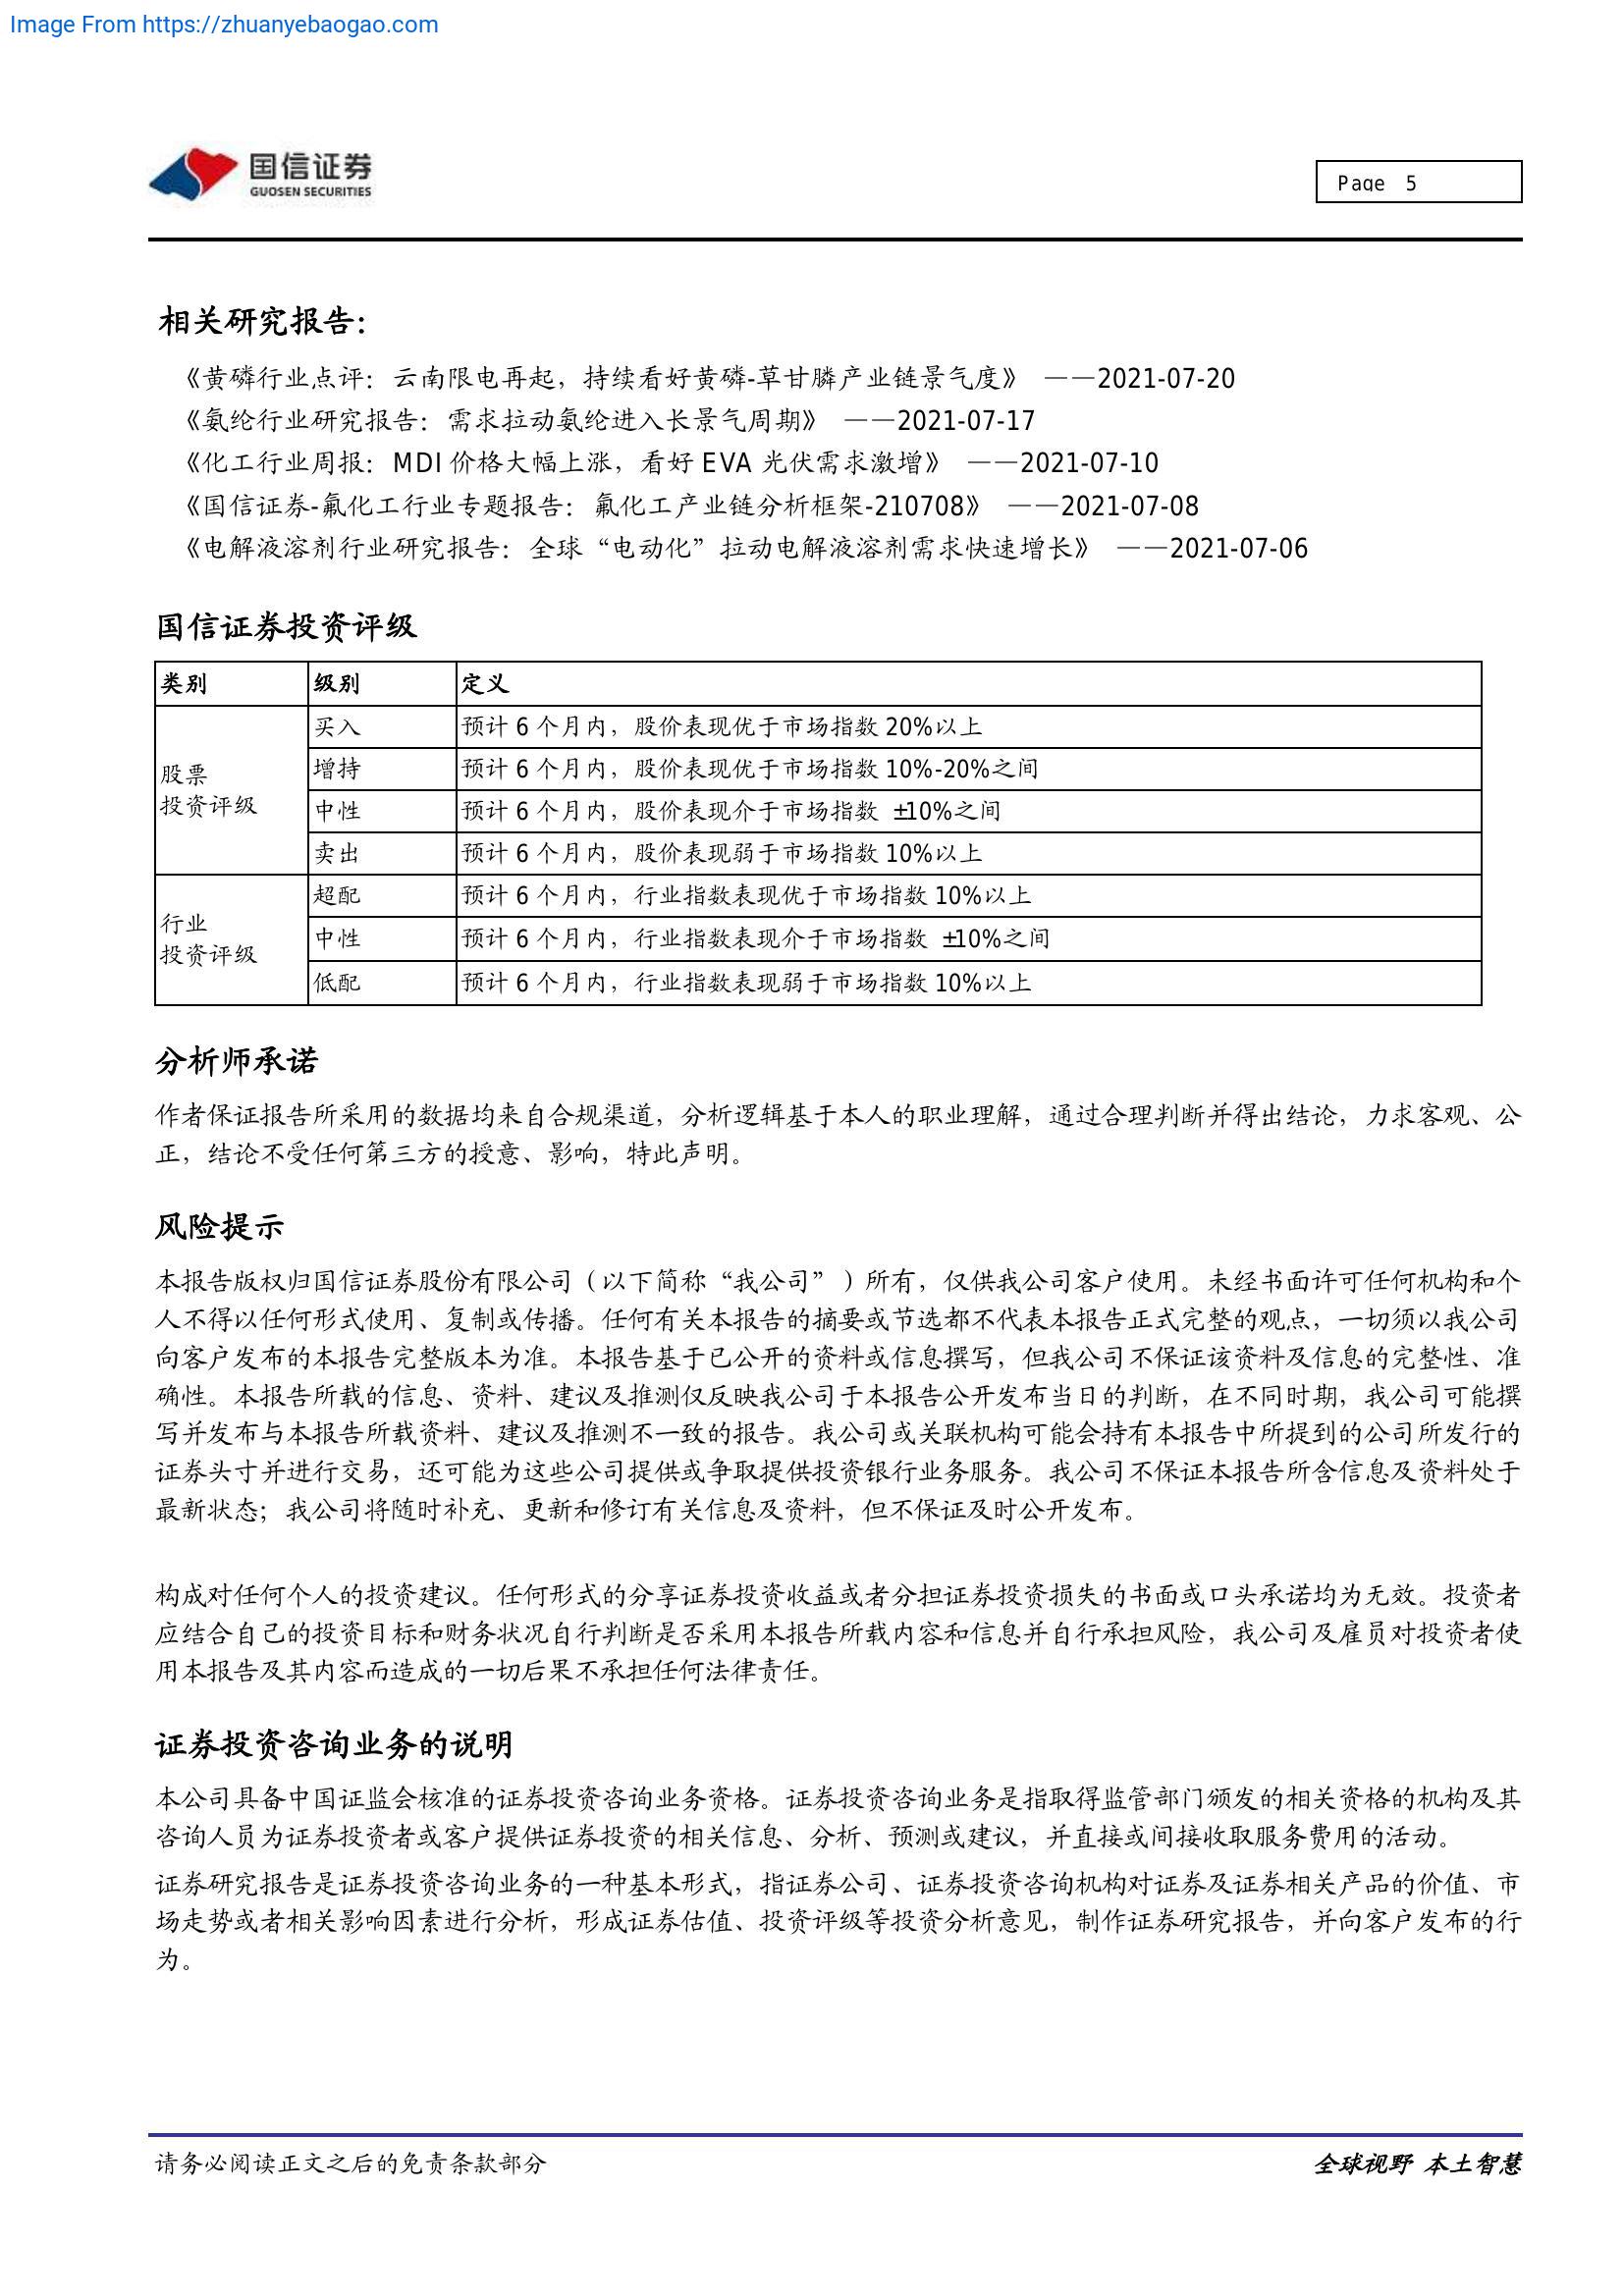 Image From https://zhuanyebaogao.com
国信证券
GUOSEN SECURITIES
Page 5
相关研究报告：
《黄磷行业点评：云南限电再起，持续看好黄磷-草甘膦产业链景气度》 ——2021-07-20
《氨纶行业研究报告：需求拉动氨纶进入长景气周期》 ——2021-07-17
《化工行业周报：MDI 价格大幅上涨，看好 EVA 光伏需求激增》 ——2021-07-10
《国信证券-氟化工行业专题报告：氟化工产业链分析框架-210708》 ——2021-07-08
《电解液溶剂行业研究报告：全球“电动化”拉动电解液溶剂需求快速增长》 ——2021-07-06
国信证券投资评级
类别 级别 定义
股票
投资评级
买入 预计 6 个月内，股价表现优于市场指数 20%以上
增持 预计 6 个月内，股价表现优于市场指数 10%-20%之间
中性 预计 6 个月内，股价表现介于市场指数 ±10%之间
卖出 预计 6 个月内，股价表现弱于市场指数 10%以上
行业
投资评级
超配 预计 6 个月内，行业指数表现优于市场指数 10%以上
中性 预计 6 个月内，行业指数表现介于市场指数 ±10%之间
低配 预计 6 个月内，行业指数表现弱于市场指数 10%以上
分析师承诺
作者保证报告所采用的数据均来自合规渠道，分析逻辑基于本人的职业理解，通过合理判断并得出结论，力求客观、公
正，结论不受任何第三方的授意、影响，特此声明。
风险提示
本报告版权归国信证券股份有限公司（以下简称“我公司”）所有，仅供我公司客户使用。未经书面许可任何机构和个
人不得以任何形式使用、复制或传播。任何有关本报告的摘要或节选都不代表本报告正式完整的观点，一切须以我公司
向客户发布的本报告完整版本为准。本报告基于已公开的资料或信息撰写，但我公司不保证该资料及信息的完整性、准
确性。本报告所载的信息、资料、建议及推测仅反映我公司于本报告公开发布当日的判断，在不同时期，我公司可能撰
写并发布与本报告所载资料、建议及推测不一致的报告。我公司或关联机构可能会持有本报告中所提到的公司所发行的
证券头寸并进行交易，还可能为这些公司提供或争取提供投资银行业务服务。我公司不保证本报告所含信息及资料处于
最新状态；我公司将随时补充、更新和修订有关信息及资料，但不保证及时公开发布。
构成对任何个人的投资建议。任何形式的分享证券投资收益或者分担证券投资损失的书面或口头承诺均为无效。投资者
应结合自己的投资目标和财务状况自行判断是否采用本报告所载内容和信息并自行承担风险，我公司及雇员对投资者使
用本报告及其内容而造成的一切后果不承担任何法律责任。
证券投资咨询业务的说明
本公司具备中国证监会核准的证券投资咨询业务资格。证券投资咨询业务是指取得监管部门颁发的相关资格的机构及其
咨询人员为证券投资者或客户提供证券投资的相关信息、分析、预测或建议，并直接或间接收取服务费用的活动。
证券研究报告是证券投资咨询业务的一种基本形式，指证券公司、证券投资咨询机构对证券及证券相关产品的价值、市
场走势或者相关影响因素进行分析，形成证券估值、投资评级等投资分析意见，制作证券研究报告，并向客户发布的行
为。
请务必阅读正文之后的免责条款部分
全球视野 本土智慧